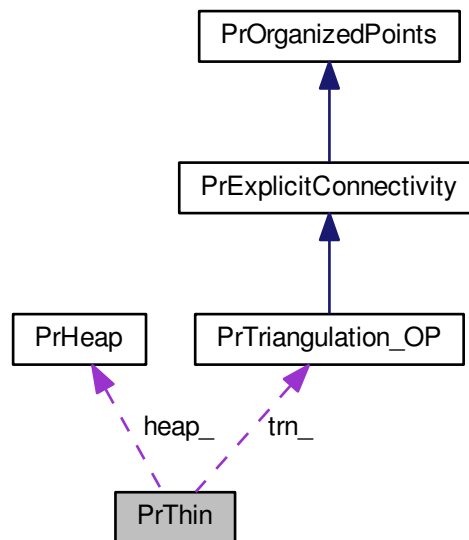 PrOrganizedPoints
PrExplicitConnectivity
PrHeap
PrTriangulation_OP
heap_
trn_
PrThin